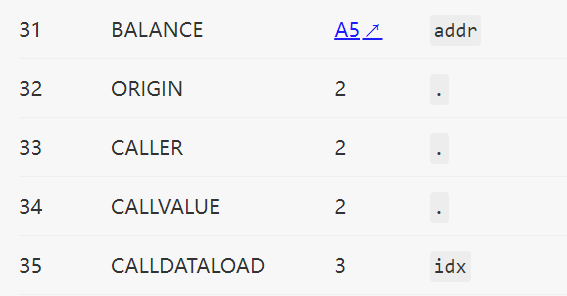 31 BALANCE A5↗ addr
32 ORIGIN 2 .
33 CALLER 2 .
34 CALLVALUE 2 .
35 CALLDATALOAD 3 idx